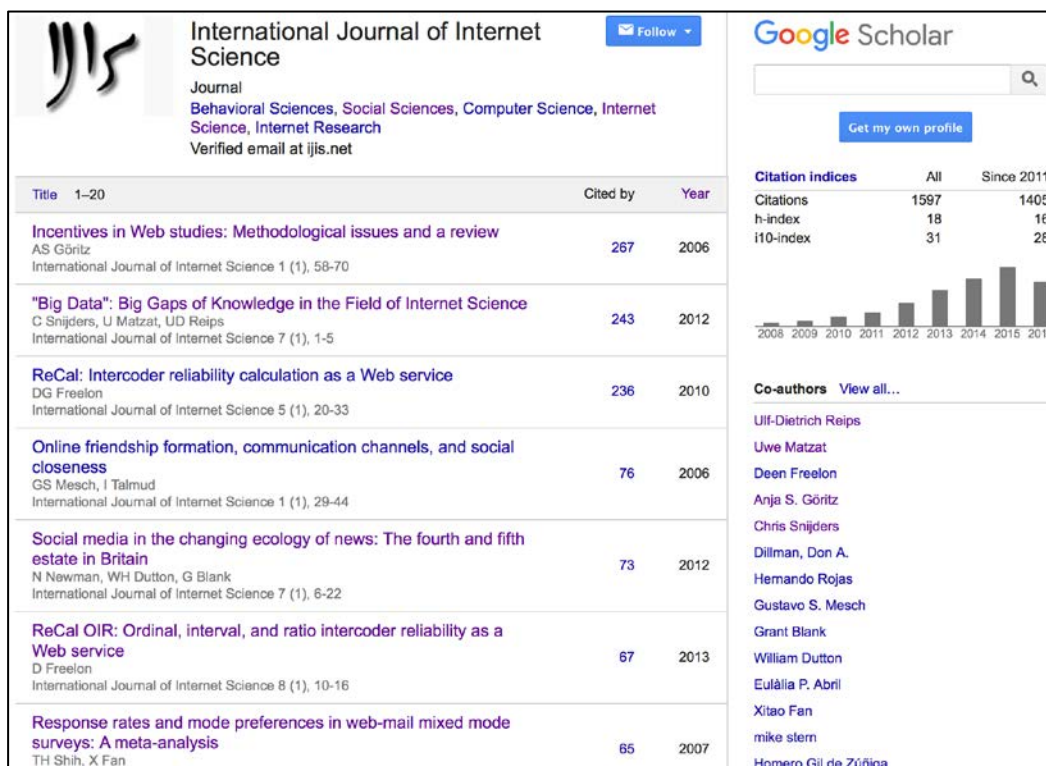 ijis
International Journal of Internet
Science
Follow
Journal
Behavioral Sciences, Social Sciences, Computer Science, Internet
Science, Internet Research
Verified email at ijis.net
Title 1–20 Cited by Year
Incentives in Web studies: Methodological issues and a review
AS Göritz
International Journal of Internet Science 1 (1), 58-70
267 2006
"Big Data": Big Gaps of Knowledge in the Field of Internet Science
C Snijders, U Matzat, UD Reips
International Journal of Internet Science 7 (1), 1-5
243 2012
ReCal: Intercoder reliability calculation as a Web service
DG Freelon
International Journal of Internet Science 5 (1), 20-33
236 2010
Online friendship formation, communication channels, and social
closeness
GS Mesch, I Talmud
International Journal of Internet Science 1 (1), 29-44
76 2006
Social media in the changing ecology of news: The fourth and fifth
estate in Britain
N Newman, WH Dutton, G Blank
International Journal of Internet Science 7 (1), 6-22
73 2012
ReCal OIR: Ordinal, interval, and ratio intercoder reliability as a
Web service
D Freelon
International Journal of Internet Science 8 (1), 10-16
67 2013
Response rates and mode preferences in web-mail mixed mode
surveys: A meta-analysis
TH Shih, X Fan
65 2007
Google Scholar
Get my own profile
Citation indices All Since 2011
Citations 1597 1405
h-index 18 16
i10-index 31 28
2008 2009 2010 2011 2012 2013 2014 2015 201
Co-authors View all...
Ulf-Dietrich Reips
Uwe Matzat
Deen Freelon
Anja S. Göritz
Chris Snijders
Dillman, Don A.
Hernando Rojas
Gustavo S. Mesch
Grant Blank
William Dutton
Eulàlia P. Abril
Xitao Fan
mike stern
Homero Gil de Zúñiga